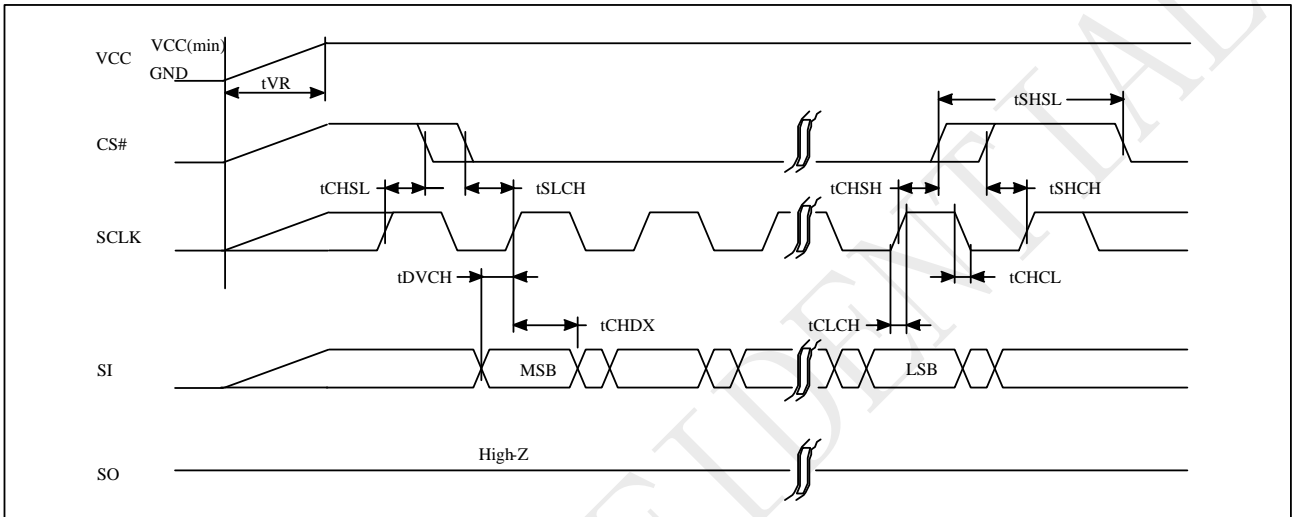 VCC
VCC(min)
GND
tVR
tSHSL
CS#
tCHSL
tSLCH
tCHSH
tSHCH
SCLK
tDVCH
tCHCL
tCHDX
tCLCH
SI
MSB
LSB
High-Z
SO